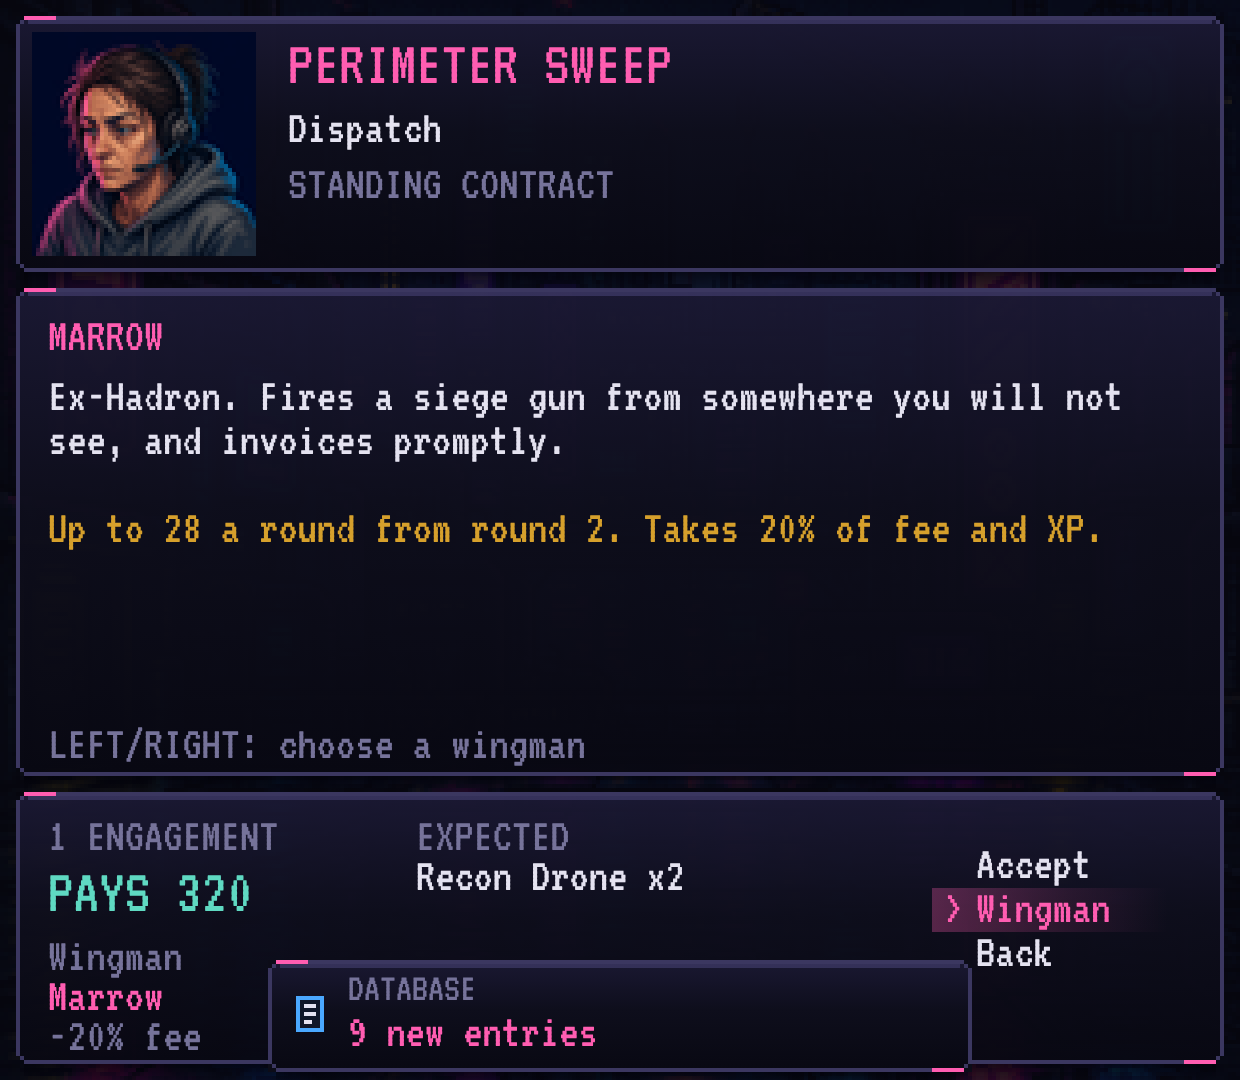 PERIMETER SWEEP
Dispatch
STANDING CONTRACT
MARROW
Ex-Hadron. Fires a siege gun from somewhere you will not
see, and invoices promptly.
Up to 28 a round from round 2. Takes 20% of fee and XP.
LEFT/RIGHT: choose a wingman
1 ENGAGEMENT
PAYS 320
Wingman
Marrow
-20% fee
EXPECTED
Recon Drone x2
Accept
> Wingman
Back
DATABASE
9 new entries